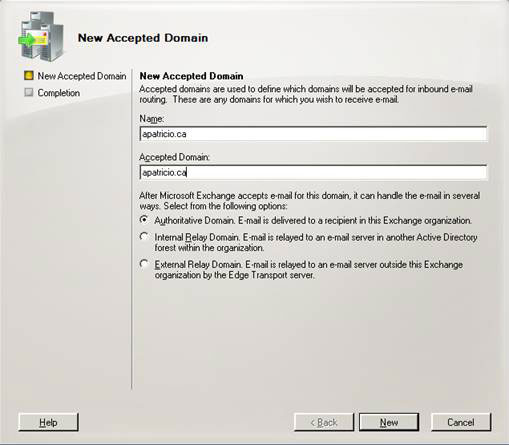 New Accepted Domain
New Accepted Domain
Completion
New Accepted Domain
Accepted domains are used to define which domains will be accepted for inbound e-mail
routing. These are any domains for which you wish to receive e-mail.
Name:
apatricio.ca
Accepted Domain:
apatricio.ca
After Microsoft Exchange accepts e-mail for this domain, it can handle the e-mail in several
ways. Select from the following options:
Authoritative Domain. E-mail is delivered to a recipient in this Exchange organization.
Internal Relay Domain. E-mail is relayed to an e-mail server in another Active Directory
forest within the organization.
External Relay Domain. E-mail is relayed to an e-mail server outside this Exchange
organization by the Edge Transport server.
Help
< Back
New
Cancel